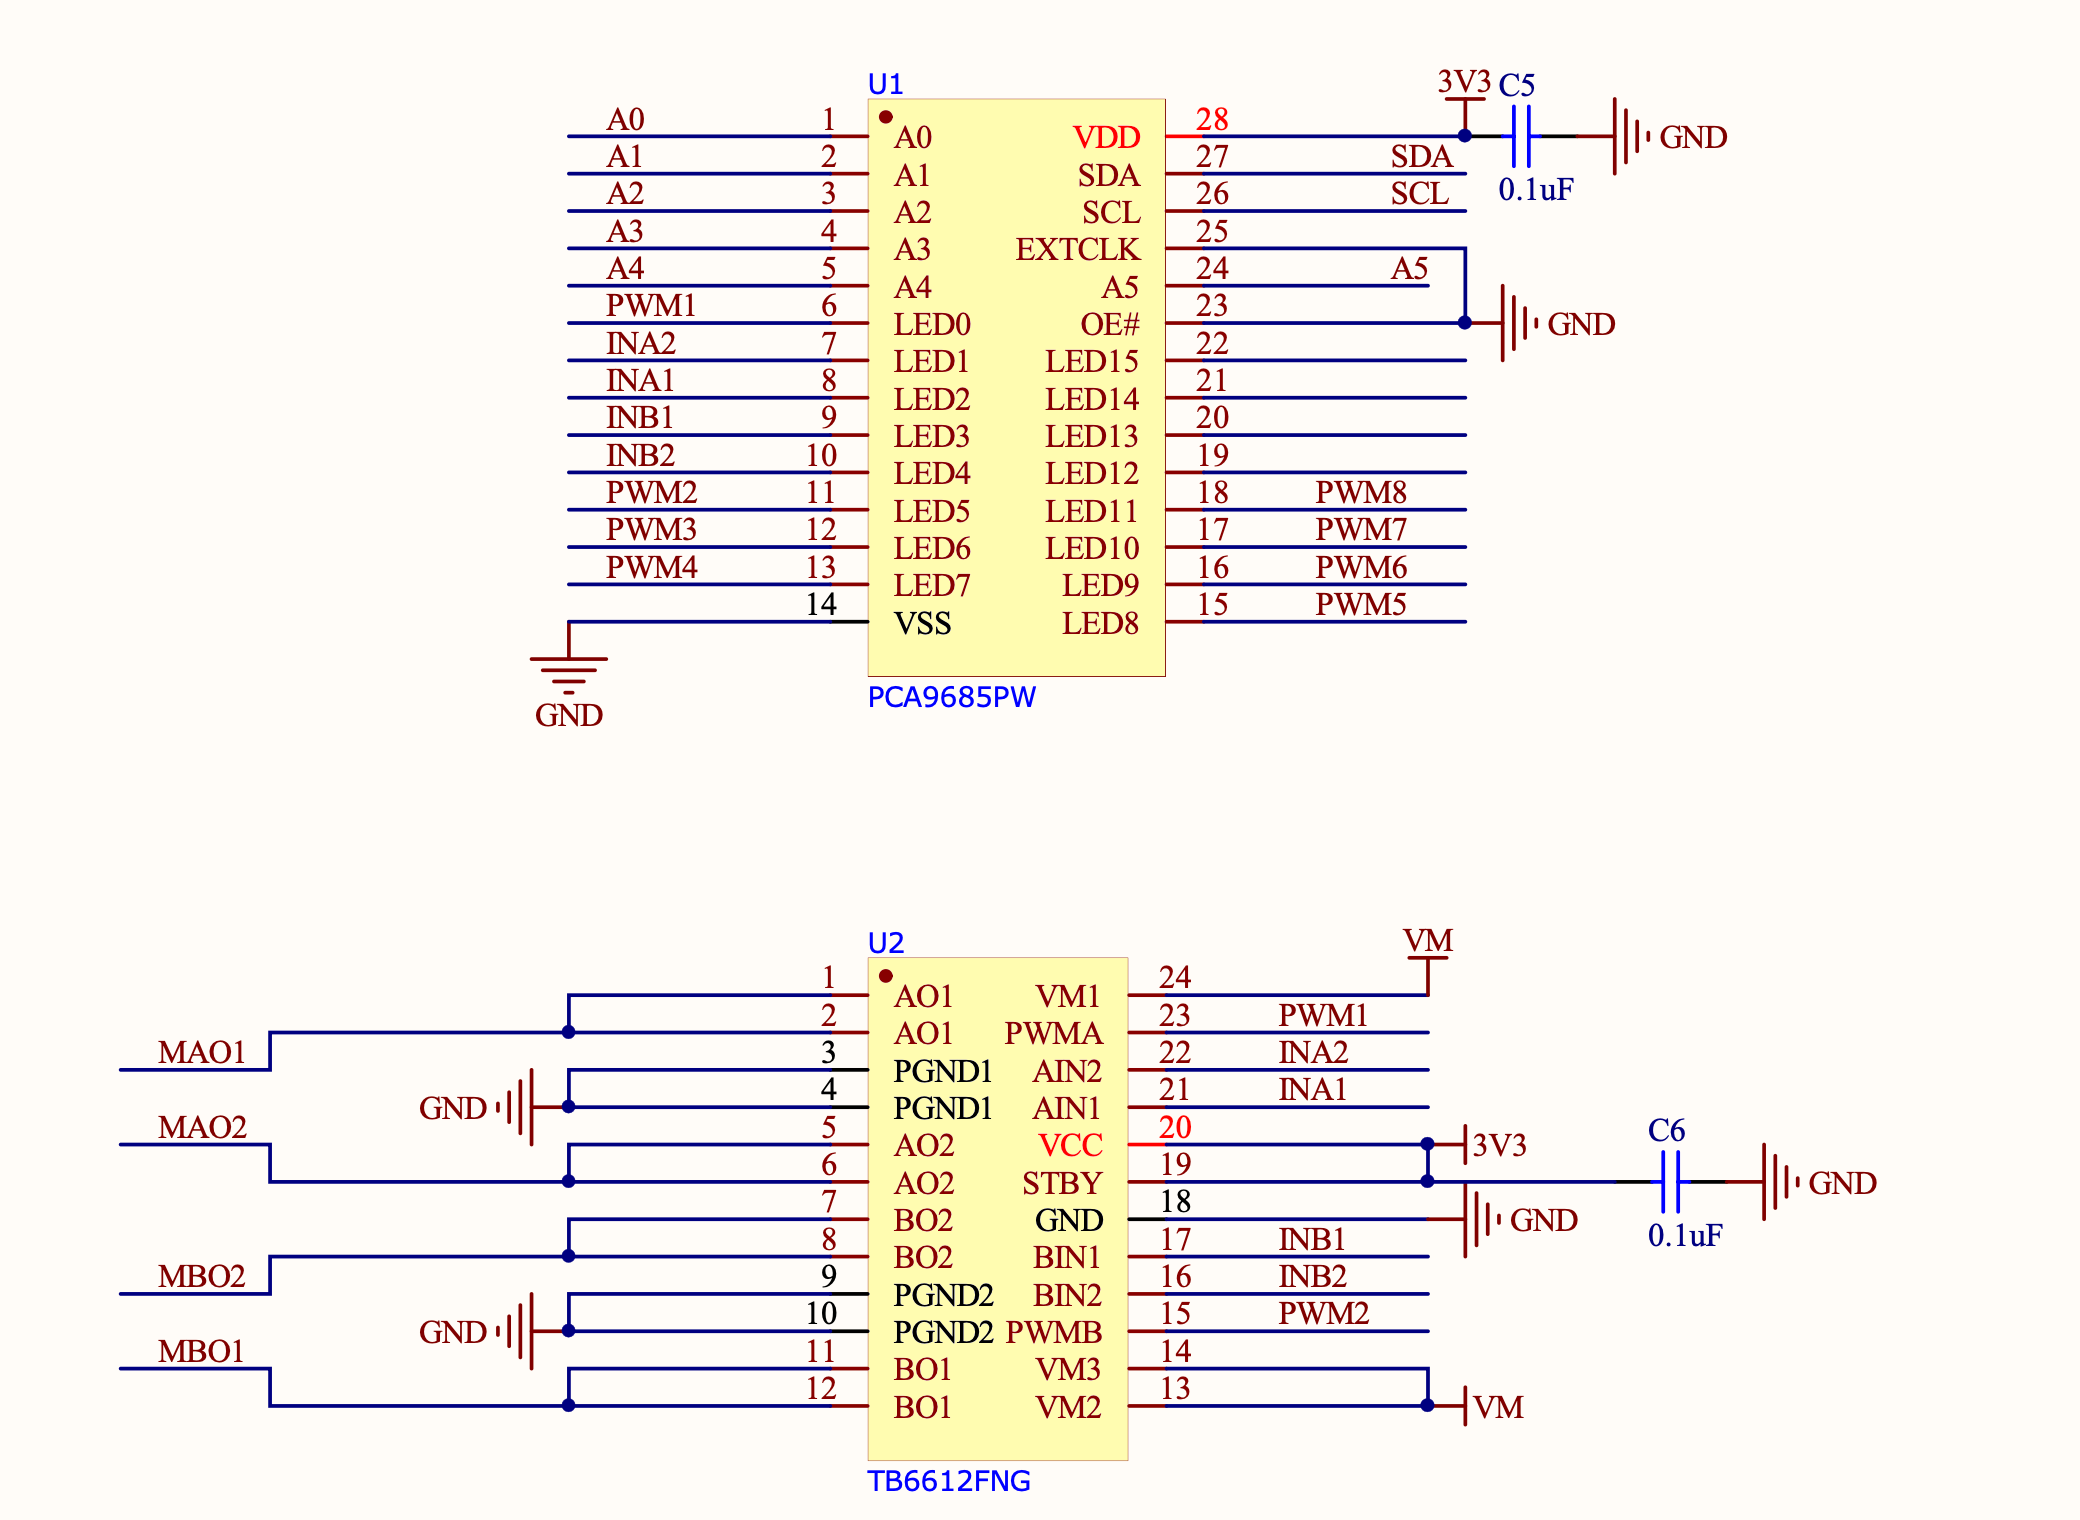 U1
3V3 C5
A0 1 A0 VDD 28 GND
A1 2 A1 SDA 27 SDA 0.1uF
A2 3 A2 SCL 26 SCL
A3 4 A3 EXTCLK 25
A4 5 A4 A5 24 A5
PWM1 6 LED0 OE# 23 GND
INA2 7 LED1 LED15 22
INA1 8 LED2 LED14 21
INB1 9 LED3 LED13 20
INB2 10 LED4 LED12 19
PWM2 11 LED5 LED11 18 PWM8
PWM3 12 LED6 LED10 17 PWM7
PWM4 13 LED7 LED9 16 PWM6
14 VSS LED8 15 PWM5
GND
PCA9685PW
U2
VM
1 AO1 VM1 24
2 AO1 PWMA 23 PWM1
MAO1 3 PGND1 AIN2 22 INA2
GND 4 PGND1 AIN1 21 INA1
MAO2 5 AO2 VCC 20 3V3 C6
6 AO2 STBY 19 GND
7 BO2 GND 18 GND 0.1uF
8 BO2 BIN1 17 INB1
MBO2 9 PGND2 BIN2 16 INB2
GND 10 PGND2 PWMB 15 PWM2
MBO1 11 BO1 VM3 14
12 BO1 VM2 13 VM
TB6612FNG